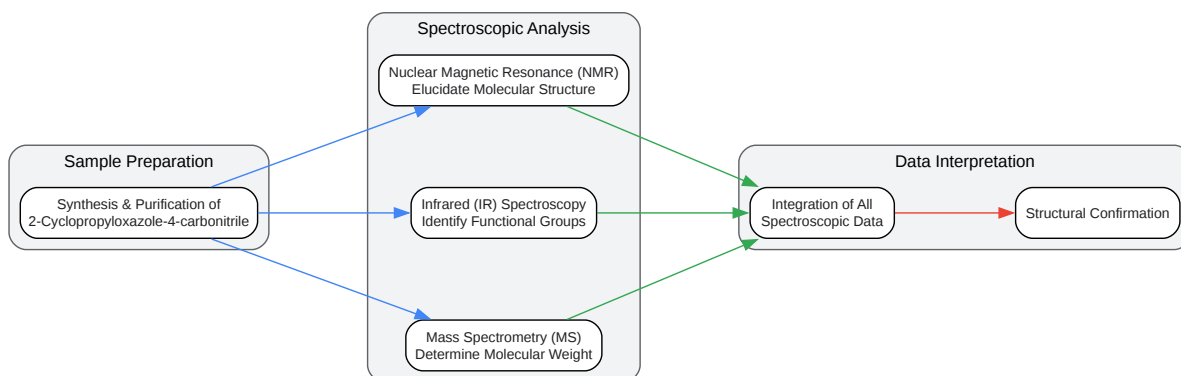 Spectroscopic Analysis
Nuclear Magnetic Resonance (NMR)
Elucidate Molecular Structure
Sample Preparation
Synthesis & Purification of
2-Cyclopropyloxazole-4-carbonitrile
Infrared (IR) Spectroscopy
Identify Functional Groups
Mass Spectrometry (MS)
Determine Molecular Weight
Data Interpretation
Integration of All
Spectroscopic Data
Structural Confirmation